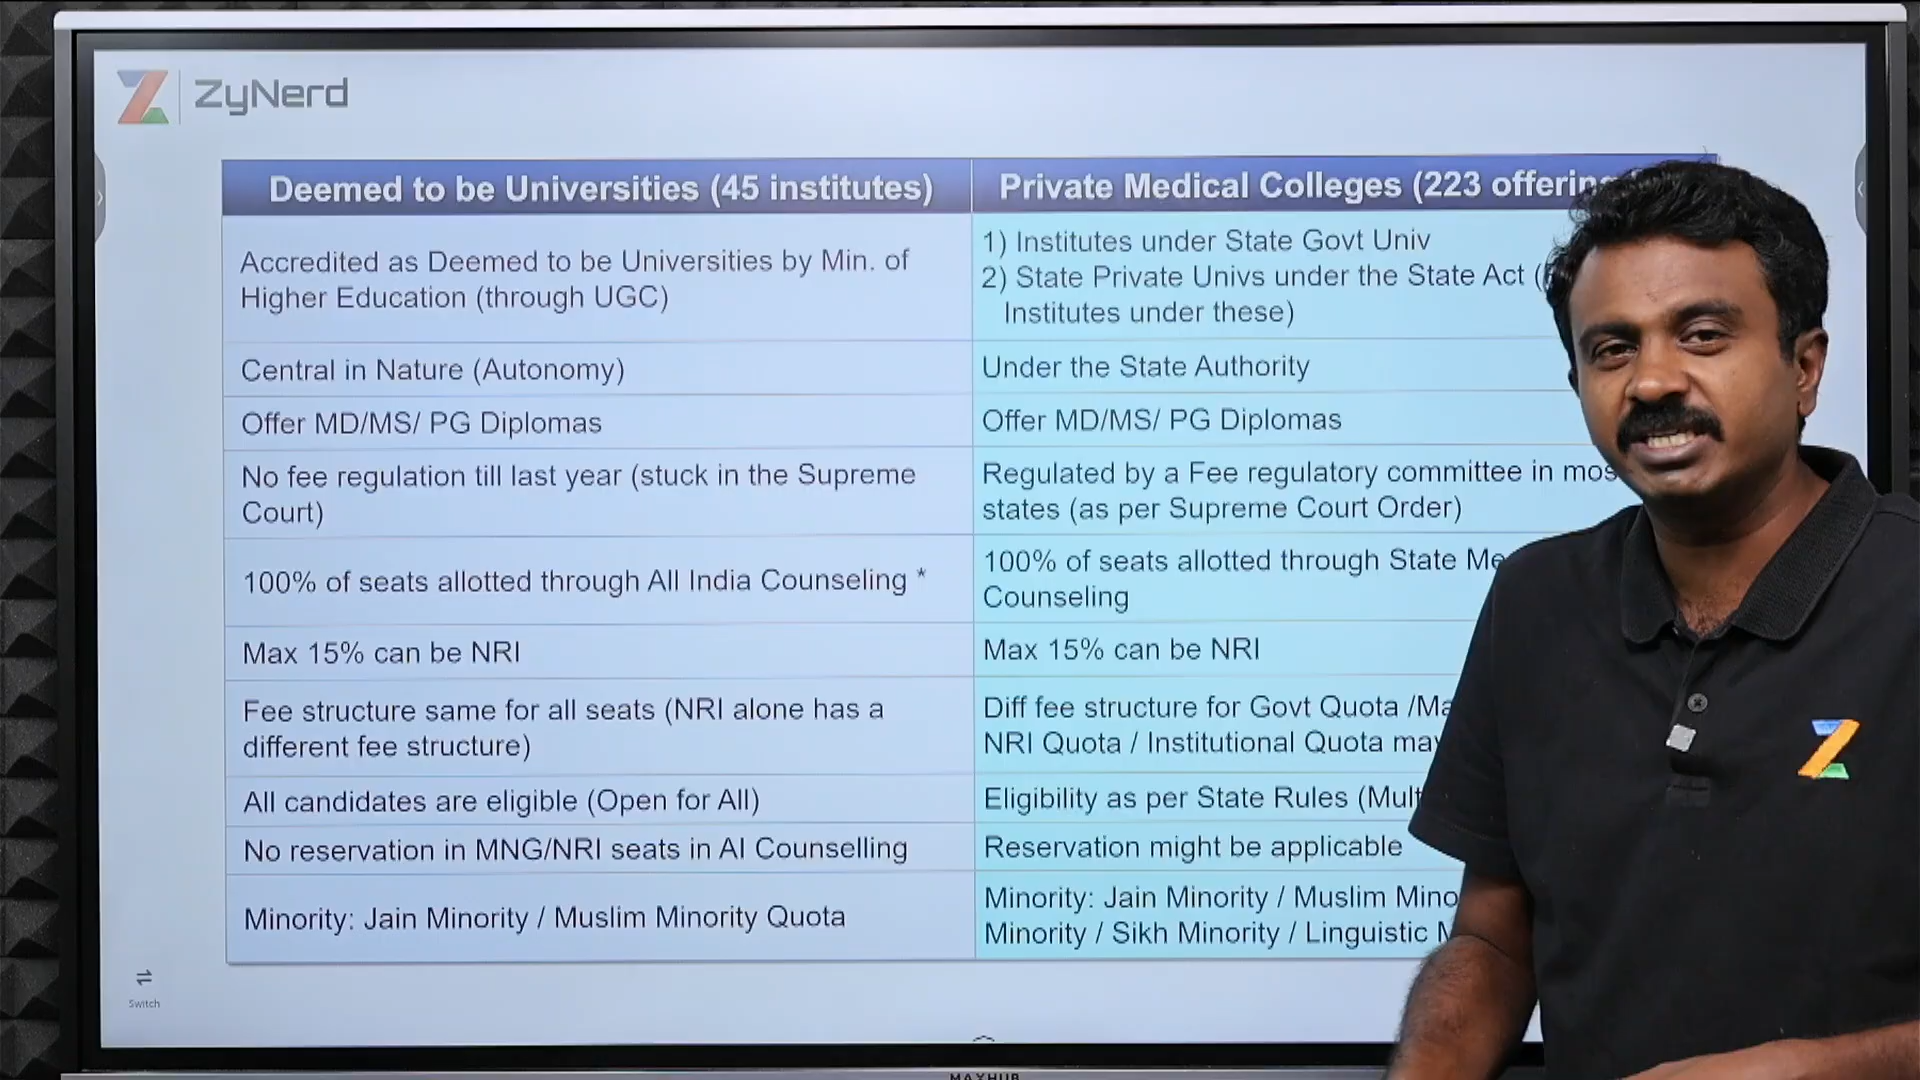 ZyNerd
Deemed to be Universities (45 institutes)
Private Medical Colleges (223 offering
Accredited as Deemed to be Universities by Min. of
Higher Education (through UGC)
1) Institutes under State Govt Univ
2) State Private Univs under the State Act (
Institutes under these)
Central in Nature (Autonomy)
Under the State Authority
Offer MD/MS/ PG Diplomas
Offer MD/MS/ PG Diplomas
No fee regulation till last year (stuck in the Supreme
Court)
Regulated by a Fee regulatory committee in mos
states (as per Supreme Court Order)
100% of seats allotted through All India Counseling *
100% of seats allotted through State Me
Counseling
Max 15% can be NRI
Max 15% can be NRI
Fee structure same for all seats (NRI alone has a
different fee structure)
Diff fee structure for Govt Quota /Ma
NRI Quota / Institutional Quota may
All candidates are eligible (Open for All)
Eligibility as per State Rules (Mult
No reservation in MNG/NRI seats in AI Counselling
Reservation might be applicable
Minority: Jain Minority / Muslim Minority Quota
Minority: Jain Minority / Muslim Mino
Minority / Sikh Minority / Linguistic M
Switch
MAXHUB